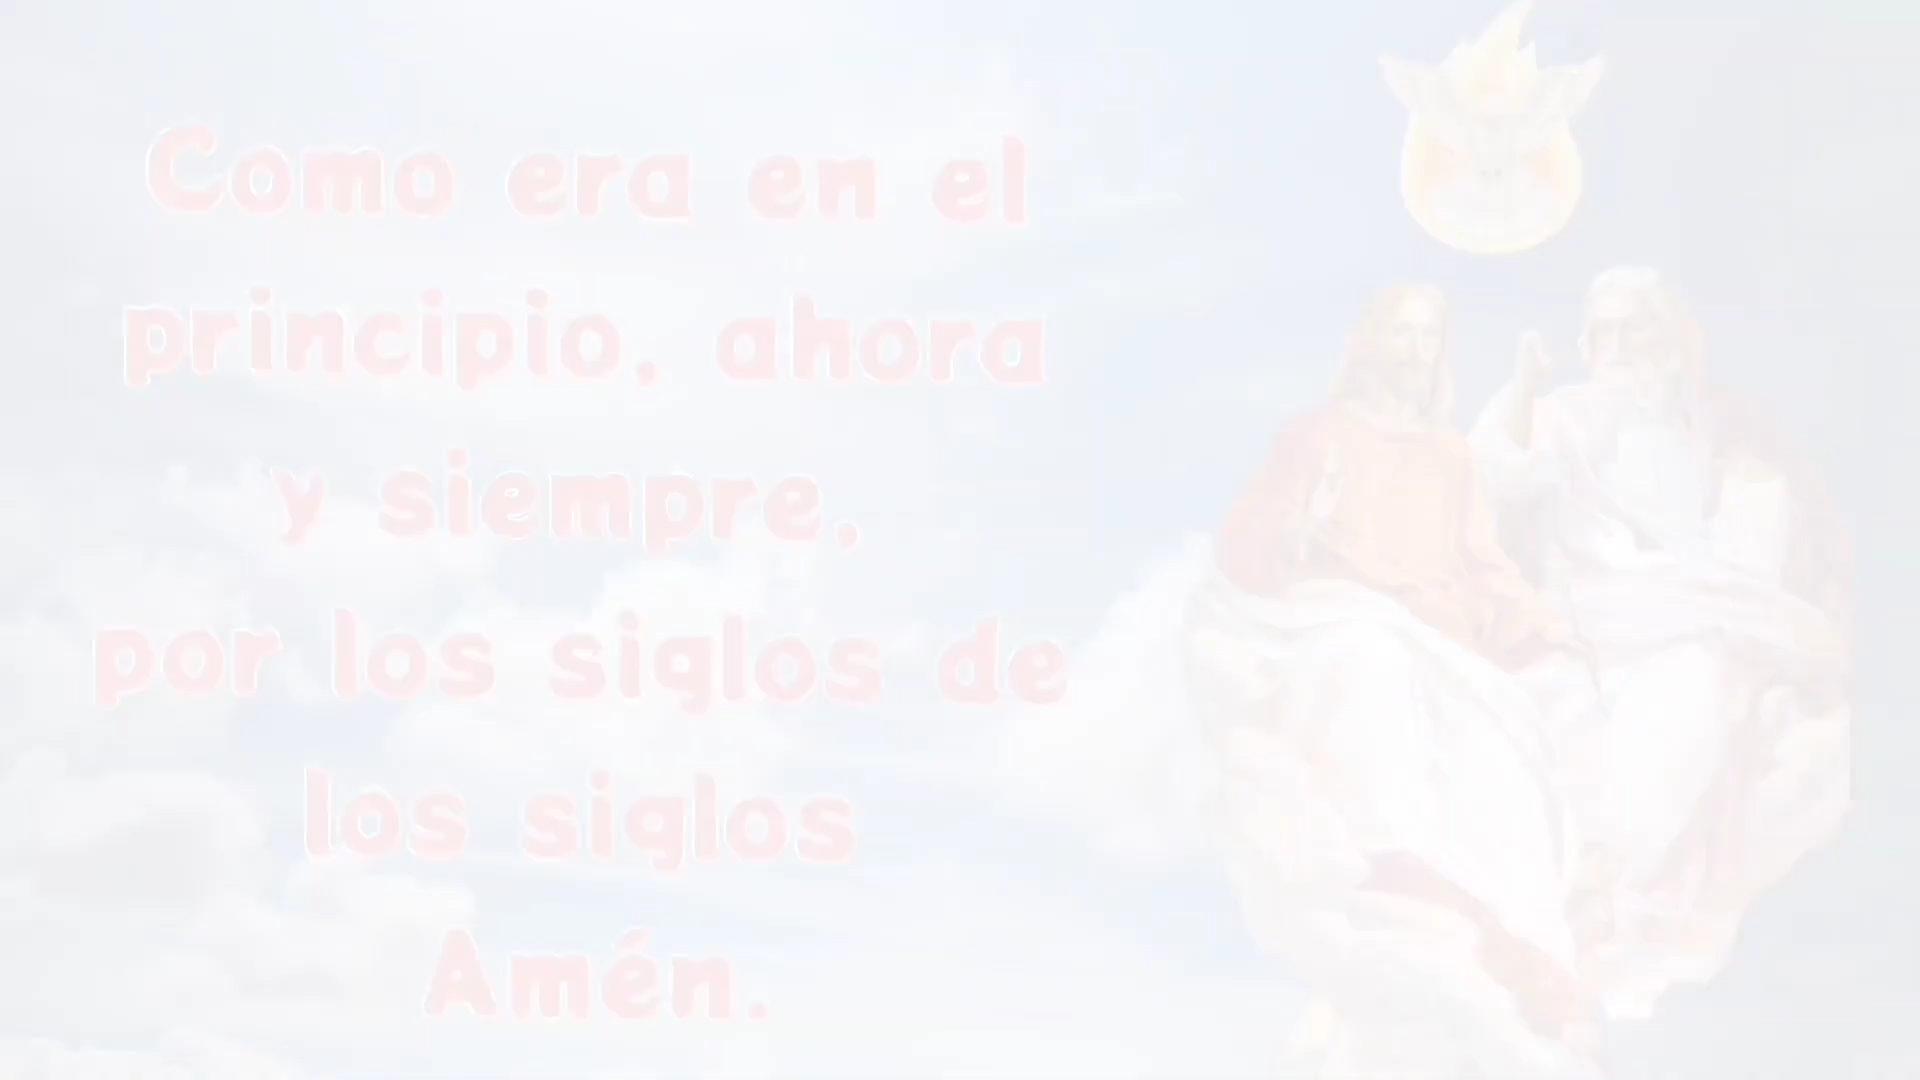 Como era en el
principio, ahora
y siempre,
por los siglos de
los siglos
Amén.